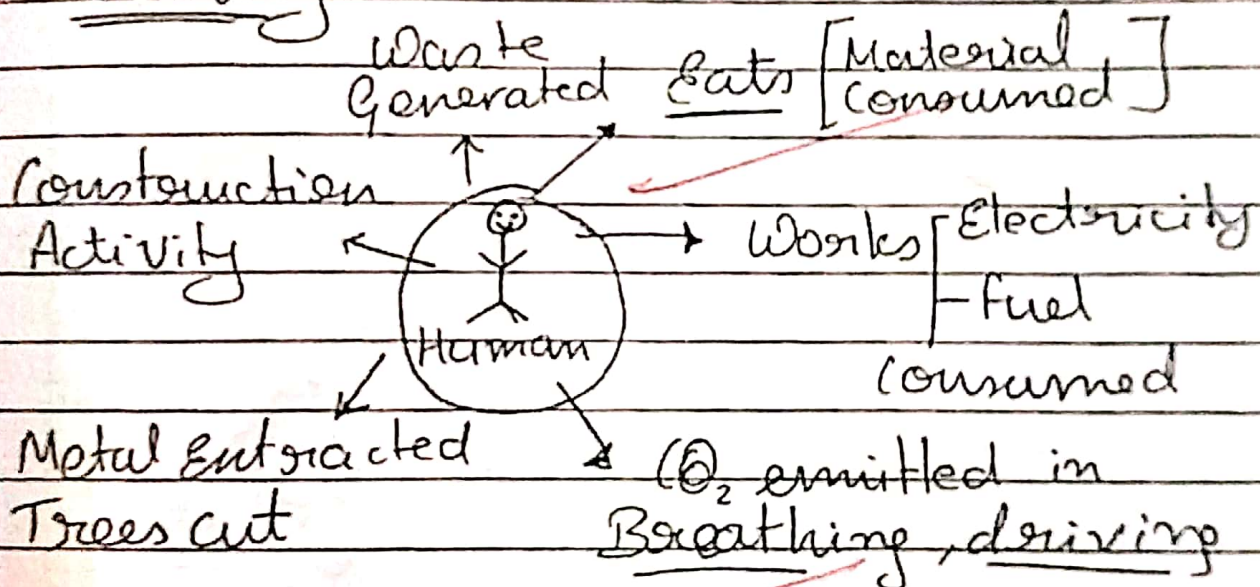 Waste
Generated
Eats [Material Consumed]
Construction
Activity
Works [Electricity
- Fuel
Consumed
Human
Metal Extracted
Trees cut
CO₂ emitted in
Breathing, driving